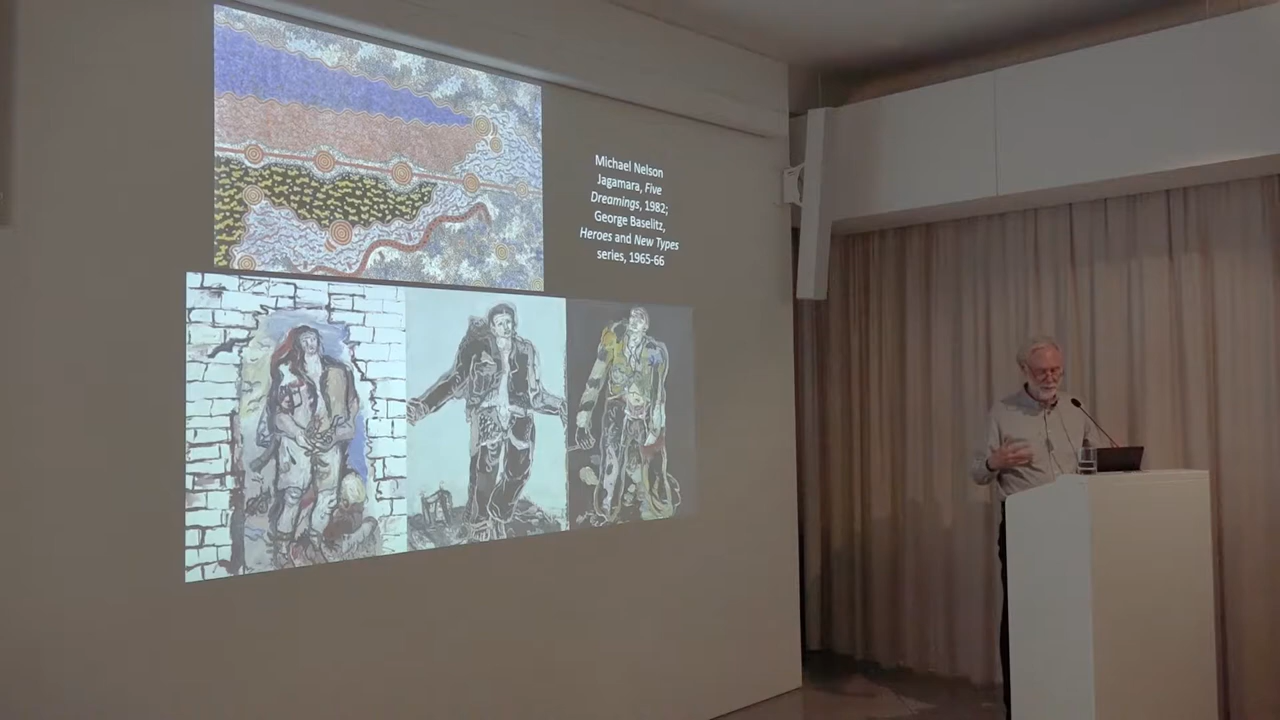 Michael Nelson
Jagamara, Five
Dreamings, 1982;
George Baselitz,
Heroes and New Types
series, 1965-66